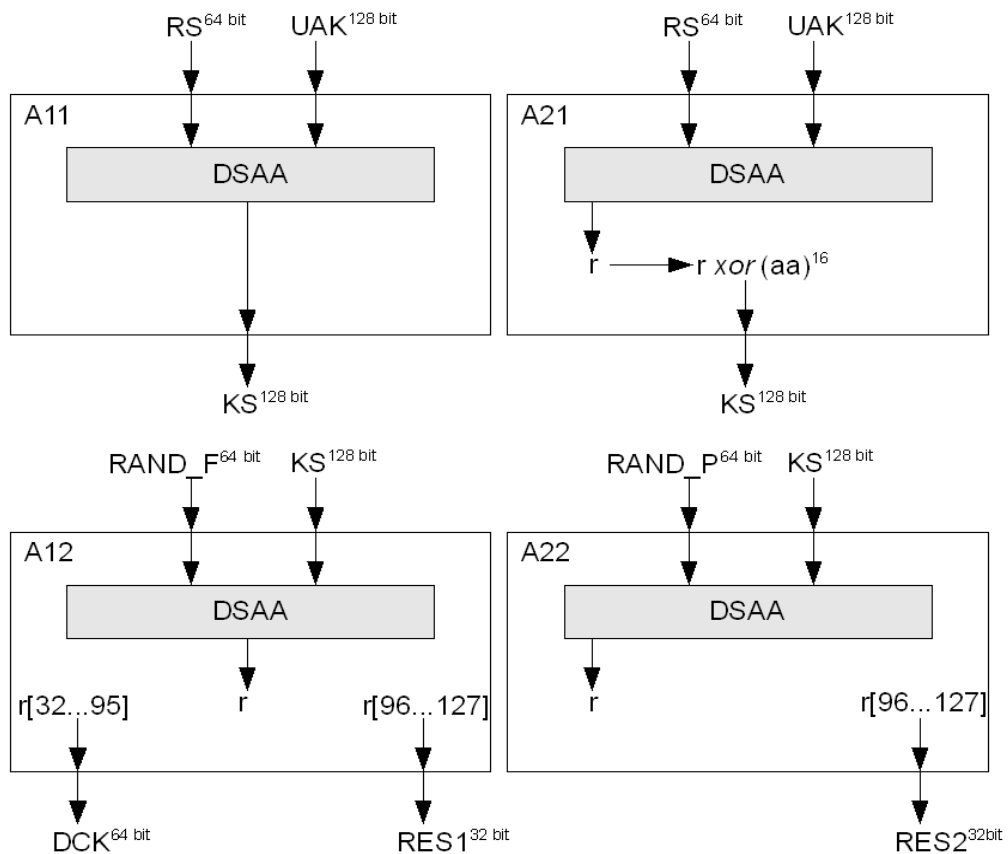 RS64 bit UAK128 bit RS64 bit UAK128 bit
A11 A21
DSAA DSAA
r r xor (aa)16
KS128 bit KS128 bit
RAND_F64 bit KS128 bit RAND_P64 bit KS128 bit
A12 A22
DSAA DSAA
r[32...95] r r[96...127] r r[96...127]
DCK64 bit RES132 bit RES232bit